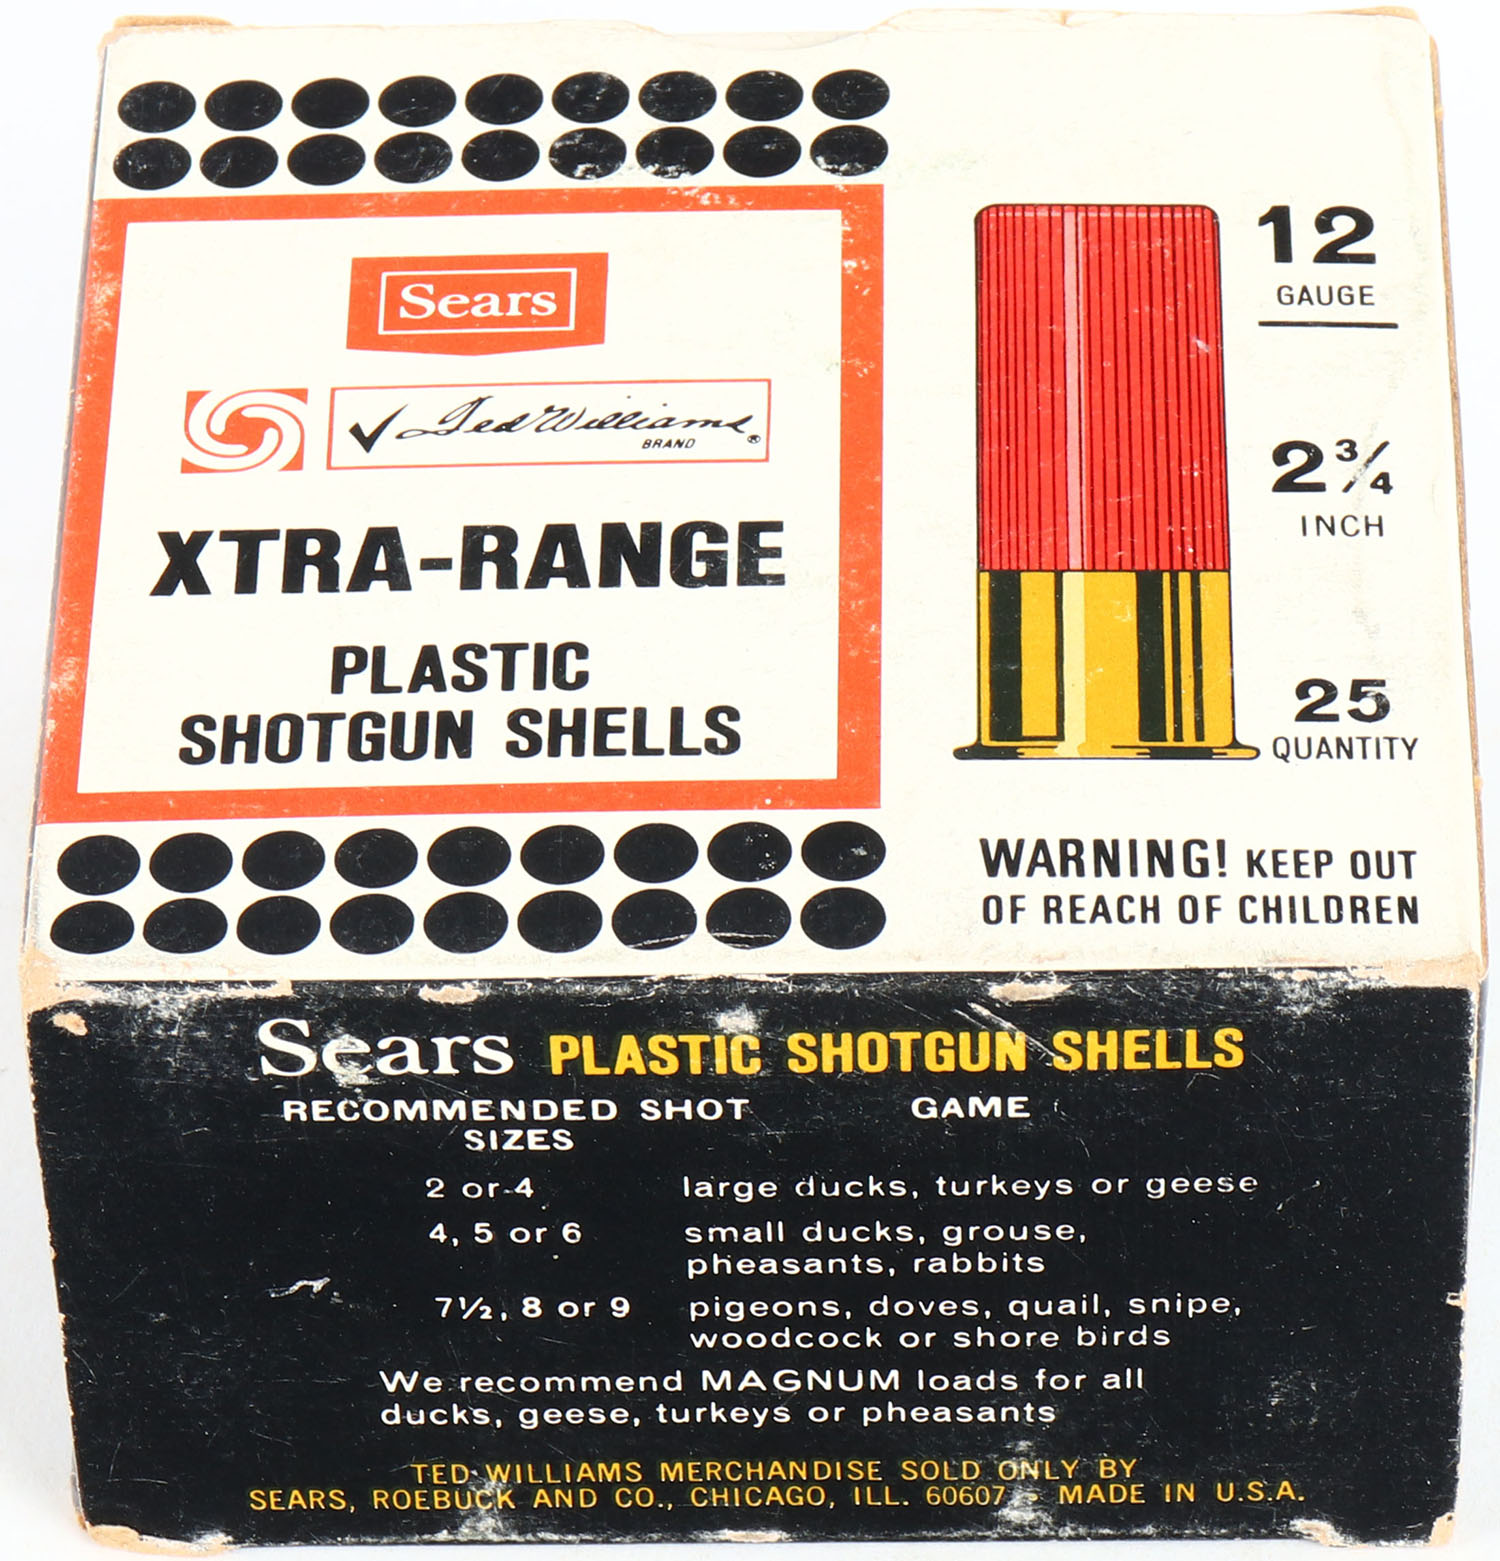 Sears
✓ Ted Williams ®
BRAND
XTRA-RANGE
PLASTIC
SHOTGUN SHELLS
12
GAUGE
2 3/4
INCH
25
QUANTITY
WARNING! KEEP OUT
OF REACH OF CHILDREN
Sears PLASTIC SHOTGUN SHELLS
RECOMMENDED SHOT GAME
SIZES
2 or 4 large ducks, turkeys or geese
4, 5 or 6 small ducks, grouse,
pheasants, rabbits
7½, 8 or 9 pigeons, doves, quail, snipe,
woodcock or shore birds
We recommend MAGNUM loads for all
ducks, geese, turkeys or pheasants
TED WILLIAMS MERCHANDISE SOLD ONLY BY
SEARS, ROEBUCK AND CO., CHICAGO, ILL. 60607 - MADE IN U.S.A.